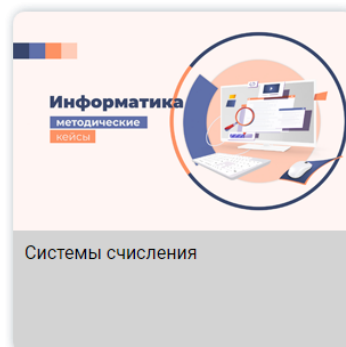 Информатика
методические
кейсы
Системы счисления